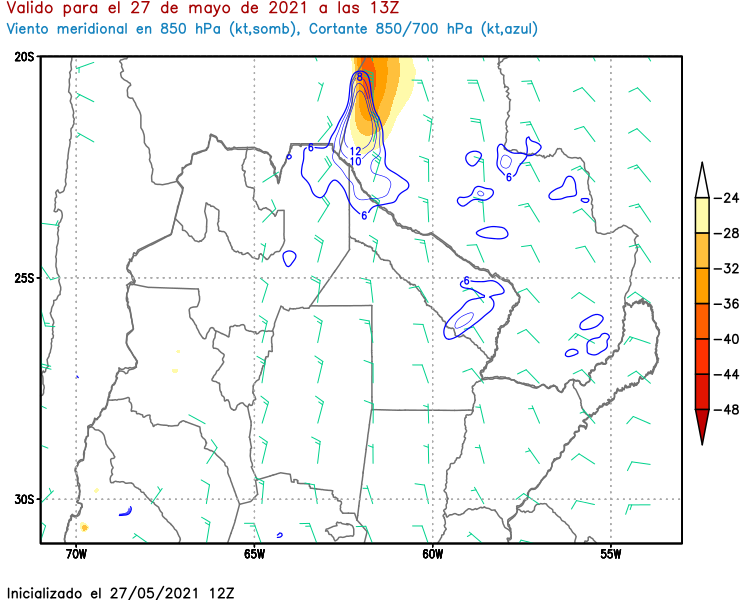 Valido para el 27 de mayo de 2021 a las 13Z
Viento meridional en 850 hPa (kt,somb), Cortante 850/700 hPa (kt,azul)
20S
8
6
12
10
6
6
-24
-28
25S
6
-32
-36
-40
-44
-48
30S
70W 65W 60W 55W
Inicializado el 27/05/2021 12Z